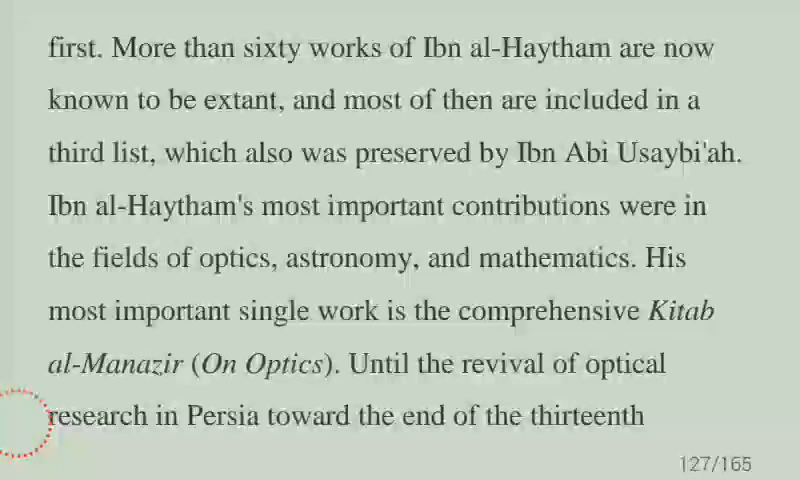 first. More than sixty works of Ibn al-Haytham are now
known to be extant, and most of then are included in a
third list, which also was preserved by Ibn Abi Usaybi'ah.
Ibn al-Haytham's most important contributions were in
the fields of optics, astronomy, and mathematics. His
most important single work is the comprehensive Kitab
al-Manazir (On Optics). Until the revival of optical
research in Persia toward the end of the thirteenth
127/165